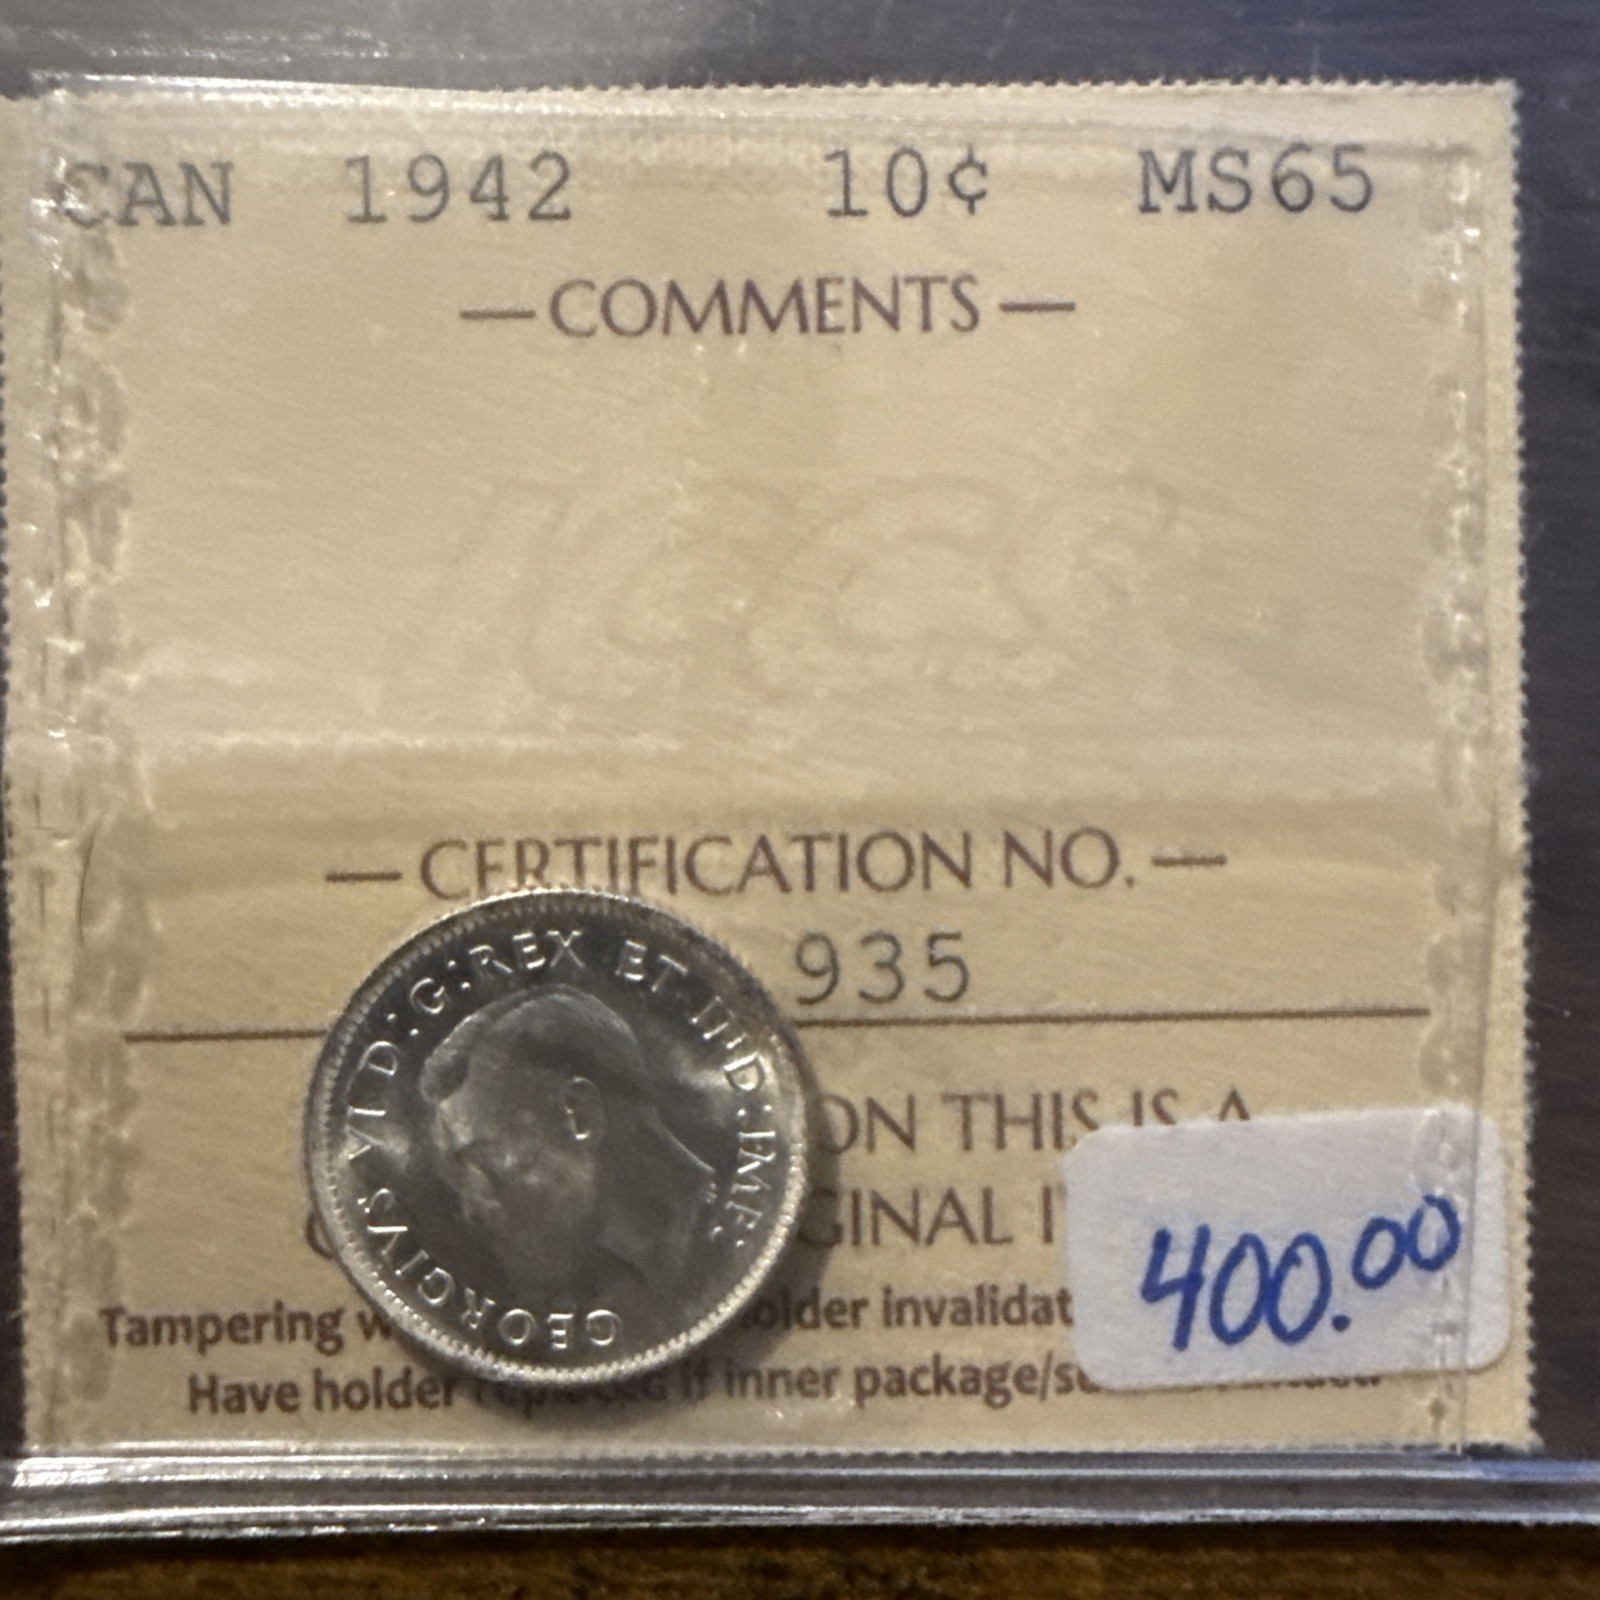 CAN 1942 10¢ MS65
— COMMENTS —
— CERTIFICATION NO. —
935
ON THIS IS A
GINAL
Tampering older invalidat
Have holder if inner package/
GEORGIVS VI D:G:REX ET IND:IMP:
400.00